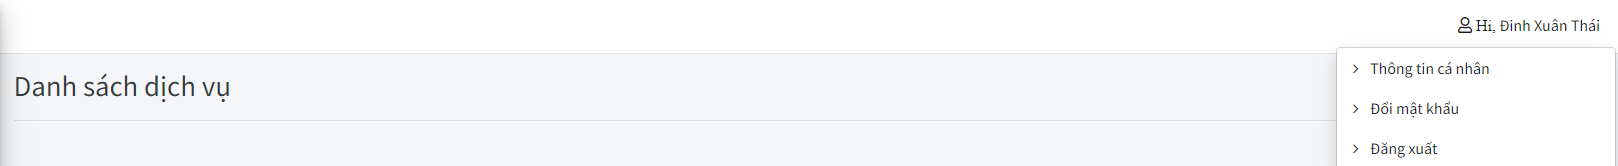 Hi, Đinh Xuân Thái
Danh sách dịch vụ
Thông tin cá nhân
Đổi mật khẩu
Đăng xuất